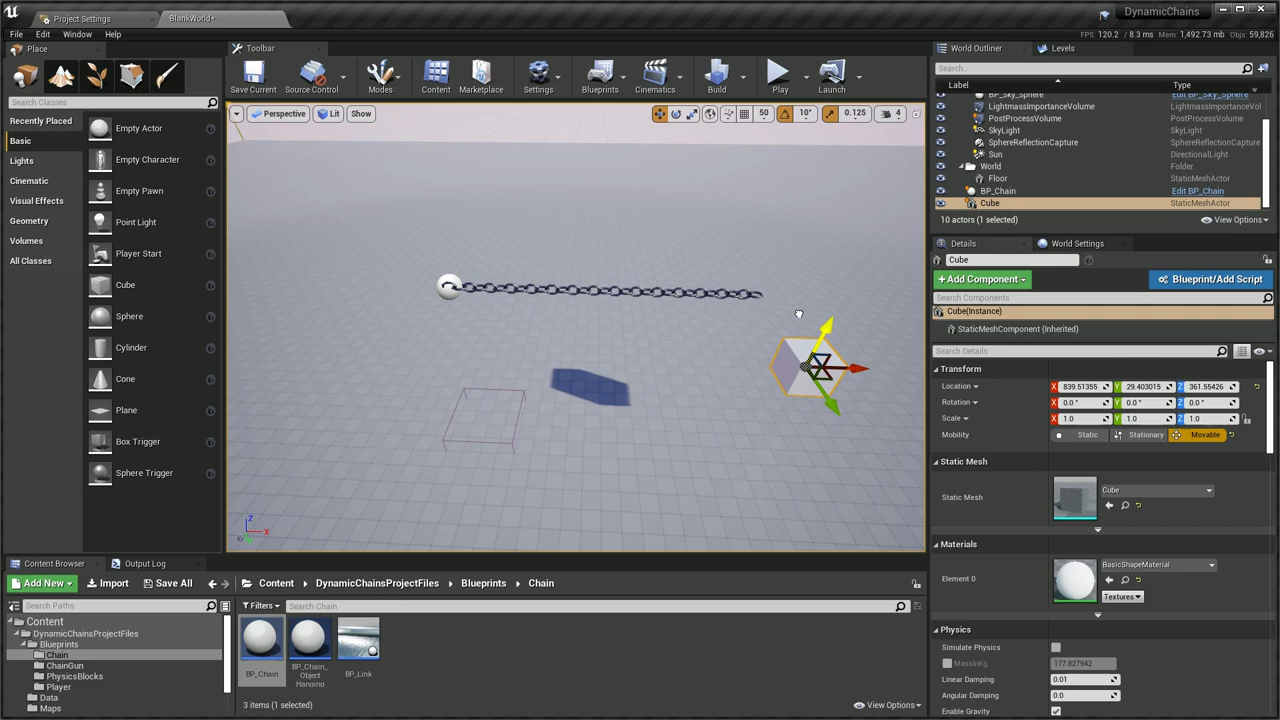 Project Settings
BlankWorld*
DynamicChains
File Edit Window Help
FPS: 120.2 / 8.3 ms Mem: 1,492.73 mb Objs: 59,826
Place
Toolbar
World Outliner
Levels
Search Classes
Recently Placed
Basic
Lights
Cinematic
Visual Effects
Geometry
Volumes
All Classes
Empty Actor
Empty Character
Empty Pawn
Point Light
Player Start
Cube
Sphere
Cylinder
Cone
Plane
Box Trigger
Sphere Trigger
Save Current
Source Control
Modes
Content
Marketplace
Settings
Blueprints
Cinematics
Build
Play
Launch
Perspective Lit Show
50 10° 0.125 4
Z
X
Search...
Label Type
BP_Sky_Sphere Edit BP_Sky_Sphere
LightmassImportanceVolume LightmassImportanceVol
PostProcessVolume PostProcessVolume
SkyLight SkyLight
SphereReflectionCapture SphereReflectionCapture
Sun DirectionalLight
World Folder
Floor StaticMeshActor
BP_Chain Edit BP_Chain
Cube StaticMeshActor
10 actors (1 selected) View Options
Details
World Settings
Cube
Add Component Blueprint/Add Script
Search Components
Cube(Instance)
StaticMeshComponent (Inherited)
Search Details
Transform
Location X 839.51355 Y 29.403015 Z 361.55426
Rotation X 0.0 ° Y 0.0 ° Z 0.0 °
Scale X 1.0 Y 1.0 Z 1.0
Mobility Static Stationary Movable
Static Mesh
Static Mesh Cube
Materials
Element 0 BasicShapeMaterial
Textures
Physics
Simulate Physics
MassInKg 177.827942
Linear Damping 0.01
Angular Damping 0.0
Enable Gravity
Content Browser
Output Log
Add New Import Save All Content DynamicChainsProjectFiles Blueprints Chain
Search Paths
Filters Search Chain
Content
DynamicChainsProjectFiles
Blueprints
Chain
ChainGun
PhysicsBlocks
Player
Data
Maps
BP_Chain
BP_Chain_
Object
Hanging
BP_Link
3 items (1 selected) View Options